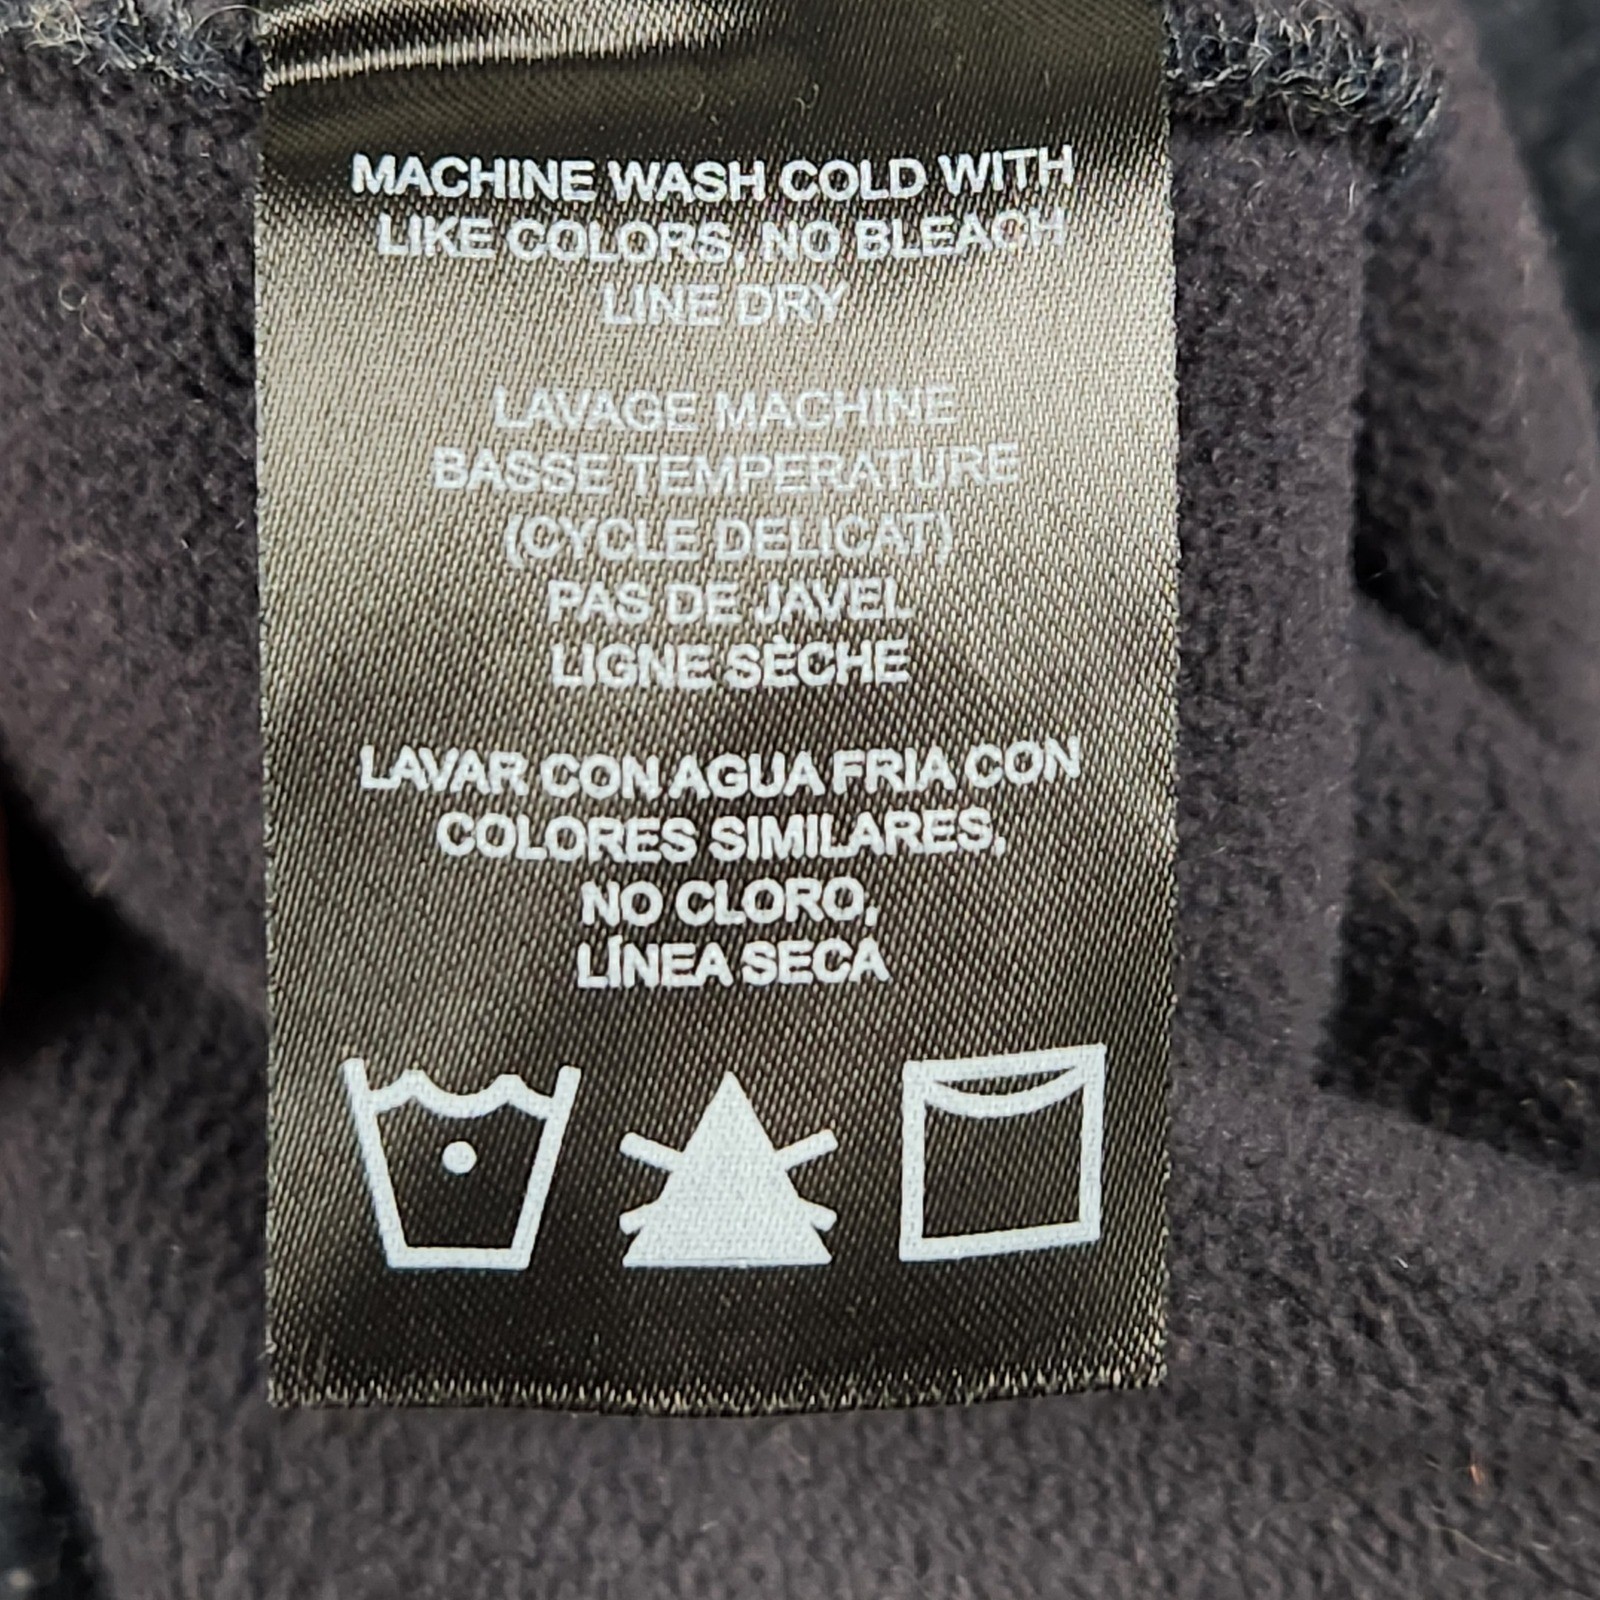 MACHINE WASH COLD WITH
LIKE COLORS, NO BLEACH
LINE DRY
LAVAGE MACHINE
BASSE TEMPERATURE
(CYCLE DELICAT)
PAS DE JAVEL
LIGNE SÈCHE
LAVAR CON AGUA FRIA CON
COLORES SIMILARES,
NO CLORO,
LÍNEA SECA